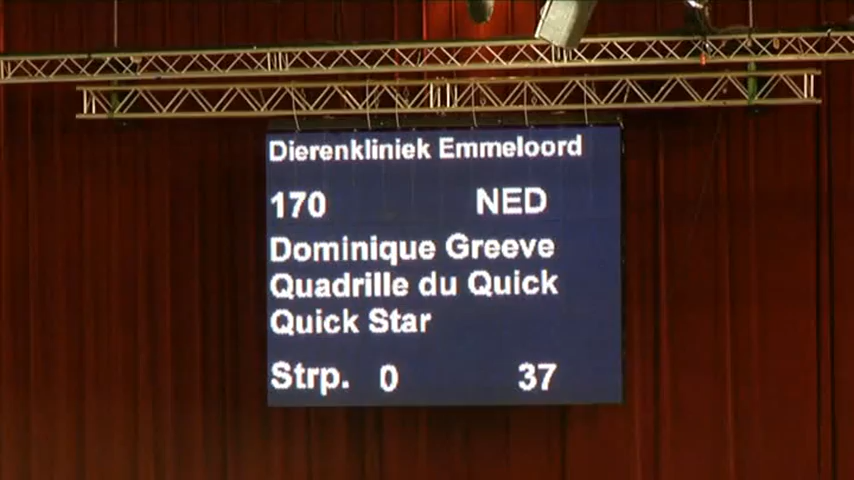 Dierenkliniek Emmeloord
170 NED
Dominique Greeve
Quadrille du Quick
Quick Star
Strp. 0 37